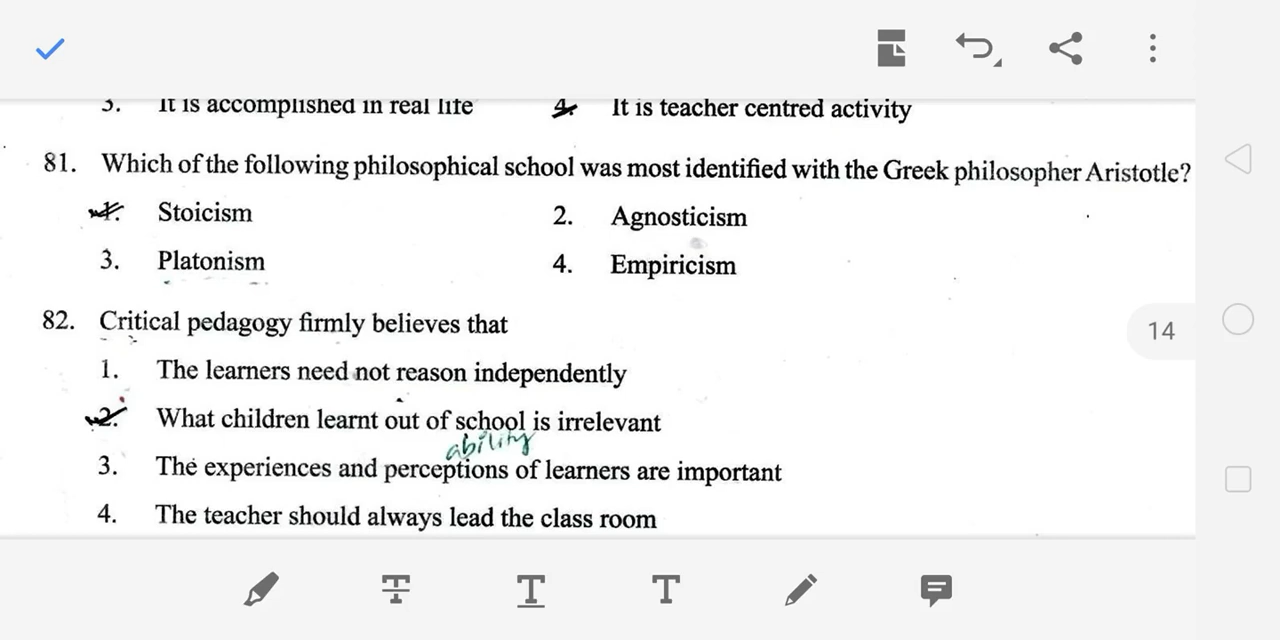 3. It is accomplished in real life 4. It is teacher centred activity
81. Which of the following philosophical school was most identified with the Greek philosopher Aristotle?
1. Stoicism 2. Agnosticism
3. Platonism 4. Empiricism
82. Critical pedagogy firmly believes that
1. The learners need not reason independently
2. What children learnt out of school is irrelevant
ability
3. The experiences and perceptions of learners are important
4. The teacher should always lead the class room
14